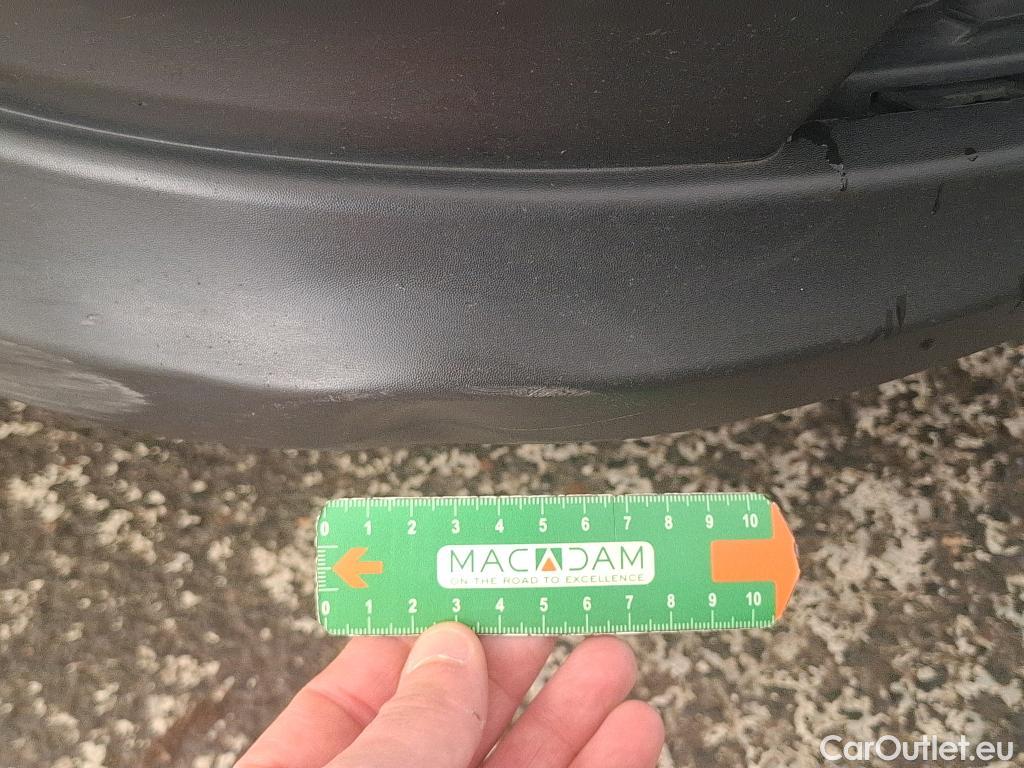 0 1 2 3 4 5 6 7 8 9 10
MACADAM
ON THE ROAD TO EXCELLENCE
0 1 2 3 4 5 6 7 8 9 10
CarOutlet.eu